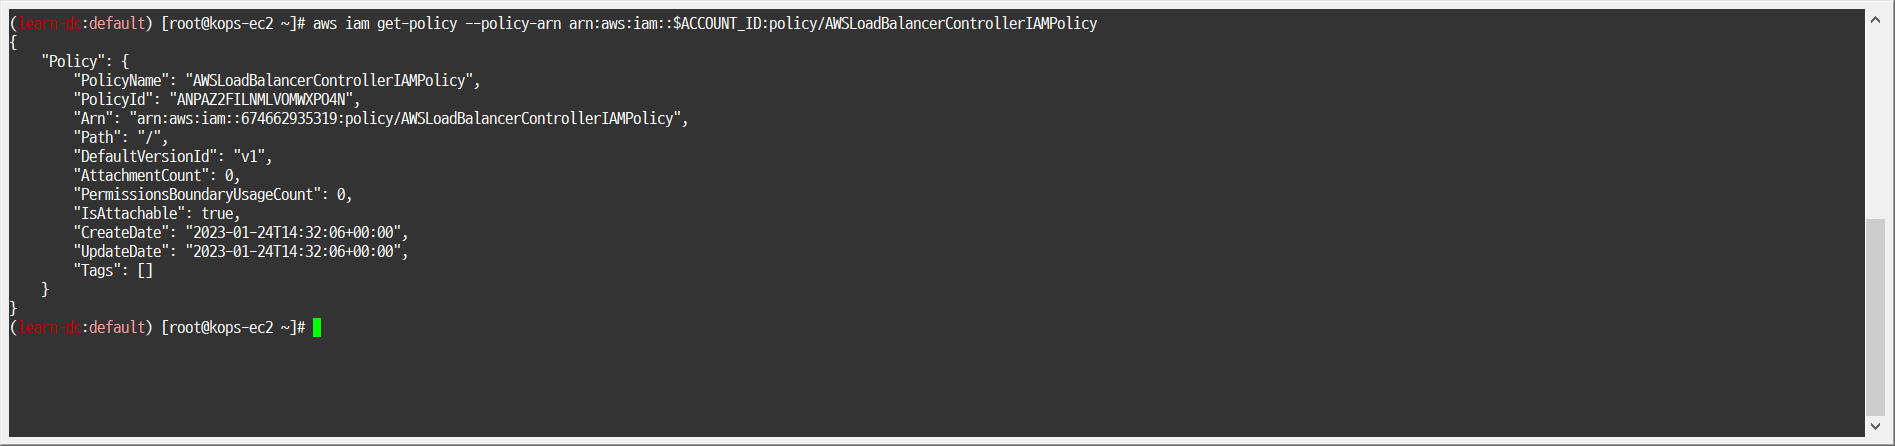 (learn-dc:default) [root@kops-ec2 ~]# aws iam get-policy --policy-arn arn:aws:iam::$ACCOUNT_ID:policy/AWSLoadBalancerControllerIAMPolicy
{
    "Policy": {
        "PolicyName": "AWSLoadBalancerControllerIAMPolicy",
        "PolicyId": "ANPAZ2FILNMLVOMWXPO4N",
        "Arn": "arn:aws:iam::674662935319:policy/AWSLoadBalancerControllerIAMPolicy",
        "Path": "/",
        "DefaultVersionId": "v1",
        "AttachmentCount": 0,
        "PermissionsBoundaryUsageCount": 0,
        "IsAttachable": true,
        "CreateDate": "2023-01-24T14:32:06+00:00",
        "UpdateDate": "2023-01-24T14:32:06+00:00",
        "Tags": []
    }
}
(learn-dc:default) [root@kops-ec2 ~]#